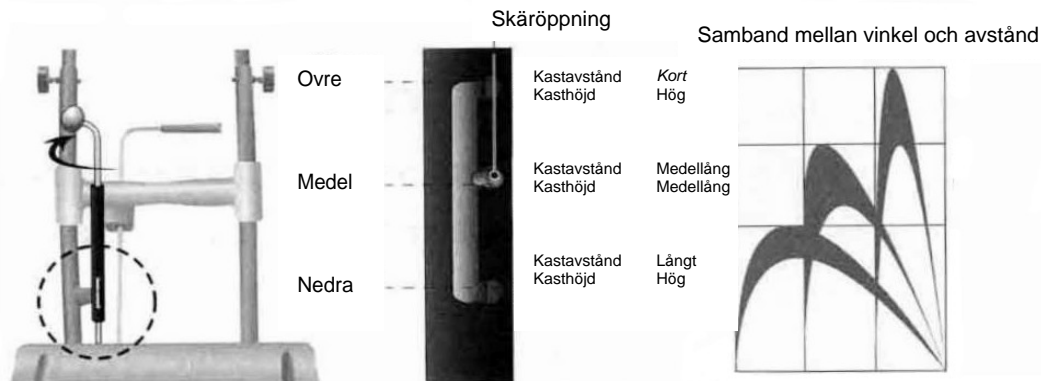 Skäröppning
Samband mellan vinkel och avstånd
Ovre
Kastavstånd Kort
Kasthöjd Hög
Medel
Kastavstånd Medellång
Kasthöjd Medellång
Nedra
Kastavstånd Långt
Kasthöjd Hög